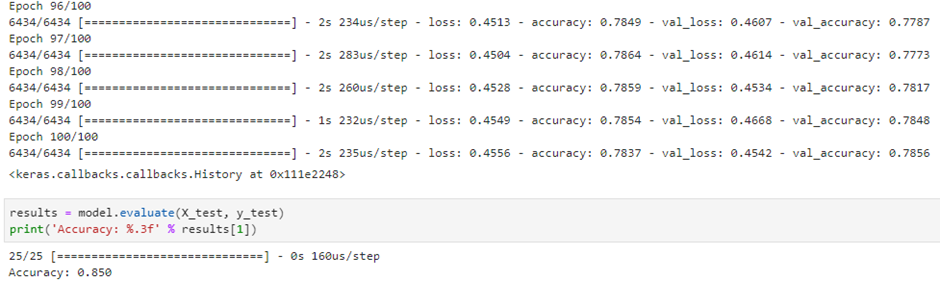 Epoch 96/100
6434/6434 [==============================] - 2s 234us/step - loss: 0.4513 - accuracy: 0.7849 - val_loss: 0.4607 - val_accuracy: 0.7787
Epoch 97/100
6434/6434 [==============================] - 2s 283us/step - loss: 0.4504 - accuracy: 0.7864 - val_loss: 0.4614 - val_accuracy: 0.7773
Epoch 98/100
6434/6434 [==============================] - 2s 260us/step - loss: 0.4528 - accuracy: 0.7859 - val_loss: 0.4534 - val_accuracy: 0.7817
Epoch 99/100
6434/6434 [==============================] - 1s 232us/step - loss: 0.4549 - accuracy: 0.7854 - val_loss: 0.4668 - val_accuracy: 0.7848
Epoch 100/100
6434/6434 [==============================] - 2s 235us/step - loss: 0.4556 - accuracy: 0.7837 - val_loss: 0.4542 - val_accuracy: 0.7856
<keras.callbacks.callbacks.History at 0x111e2248>
results = model.evaluate(X_test, y_test)
print('Accuracy: %.3f' % results[1])
25/25 [==============================] - 0s 160us/step
Accuracy: 0.850